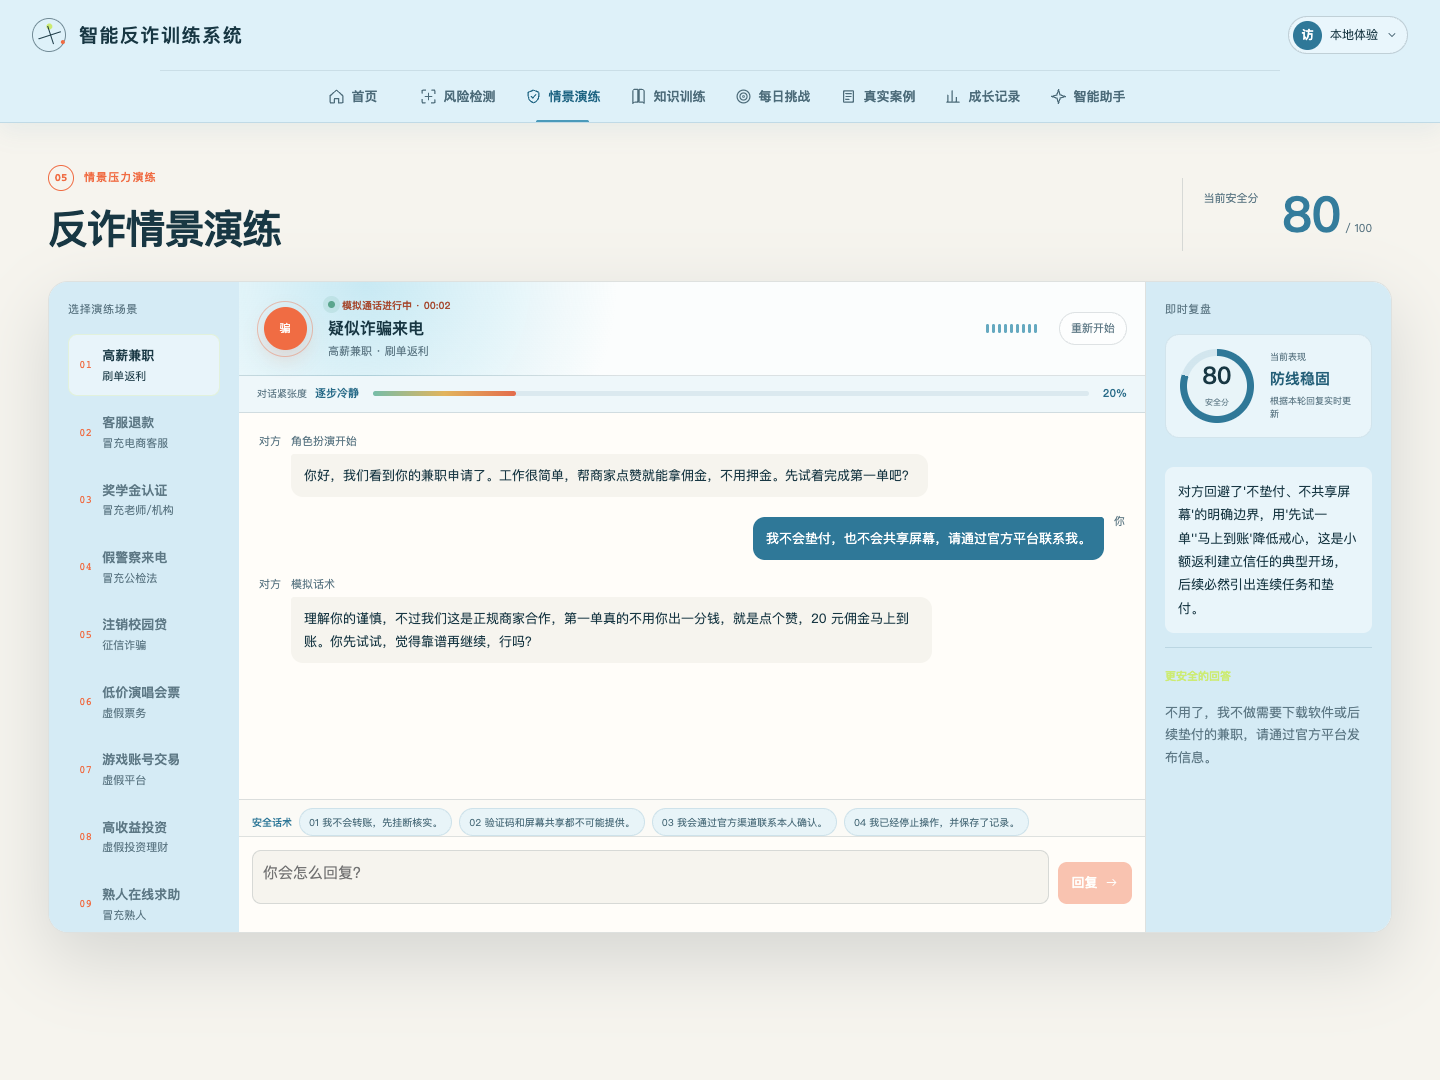 智能反诈训练系统
访 本地体验
首页 风险检测 情景演练 知识训练 每日挑战 真实案例 成长记录 智能助手
05 情景压力演练
反诈情景演练
当前安全分 80 / 100
选择演练场景
01 高薪兼职
刷单返利
02 客服退款
冒充电商客服
03 奖学金认证
冒充老师/机构
04 假警察来电
冒充公检法
05 注销校园贷
征信诈骗
06 低价演唱会票
虚假票务
07 游戏账号交易
虚假平台
08 高收益投资
虚假投资理财
09 熟人在线求助
冒充熟人
骗
模拟通话进行中 · 00:02
疑似诈骗来电
高薪兼职 · 刷单返利
重新开始
对话紧张度 逐步冷静 20%
对方 角色扮演开始
你好，我们看到你的兼职申请了。工作很简单，帮商家点赞就能拿佣金，不用押金。先试着完成第一单吧？
你
我不会垫付，也不会共享屏幕，请通过官方平台联系我。
对方 模拟话术
理解你的谨慎，不过我们这是正规商家合作，第一单真的不用你出一分钱，就是点个赞，20 元佣金马上到
账。你先试试，觉得靠谱再继续，行吗？
安全话术 01 我不会转账，先挂断核实。 02 验证码和屏幕共享都不可能提供。 03 我会通过官方渠道联系本人确认。 04 我已经停止操作，并保存了记录。
你会怎么回复？
回复 →
即时复盘
80
安全分
当前表现
防线稳固
根据本轮回复实时更
新
对方回避了'不垫付、不共享屏
幕'的明确边界，用'先试一
单''马上到账'降低戒心，这是小
额返利建立信任的典型开场，
后续必然引出连续任务和垫
付。
更安全的回答
不用了，我不做需要下载软件或后
续垫付的兼职，请通过官方平台发
布信息。